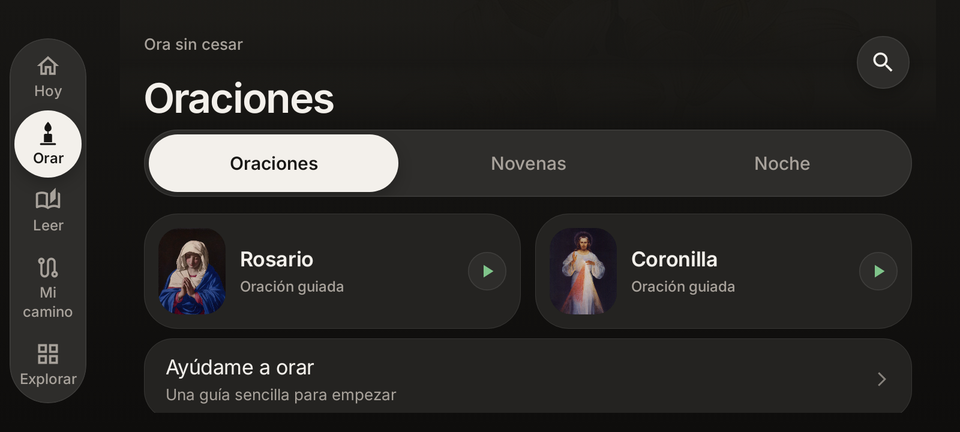 Hoy
Orar
Leer
Mi
camino
Explorar
Ora sin cesar
Oraciones
Oraciones
Novenas
Noche
Rosario
Oración guiada
Coronilla
Oración guiada
Ayúdame a orar
Una guía sencilla para empezar